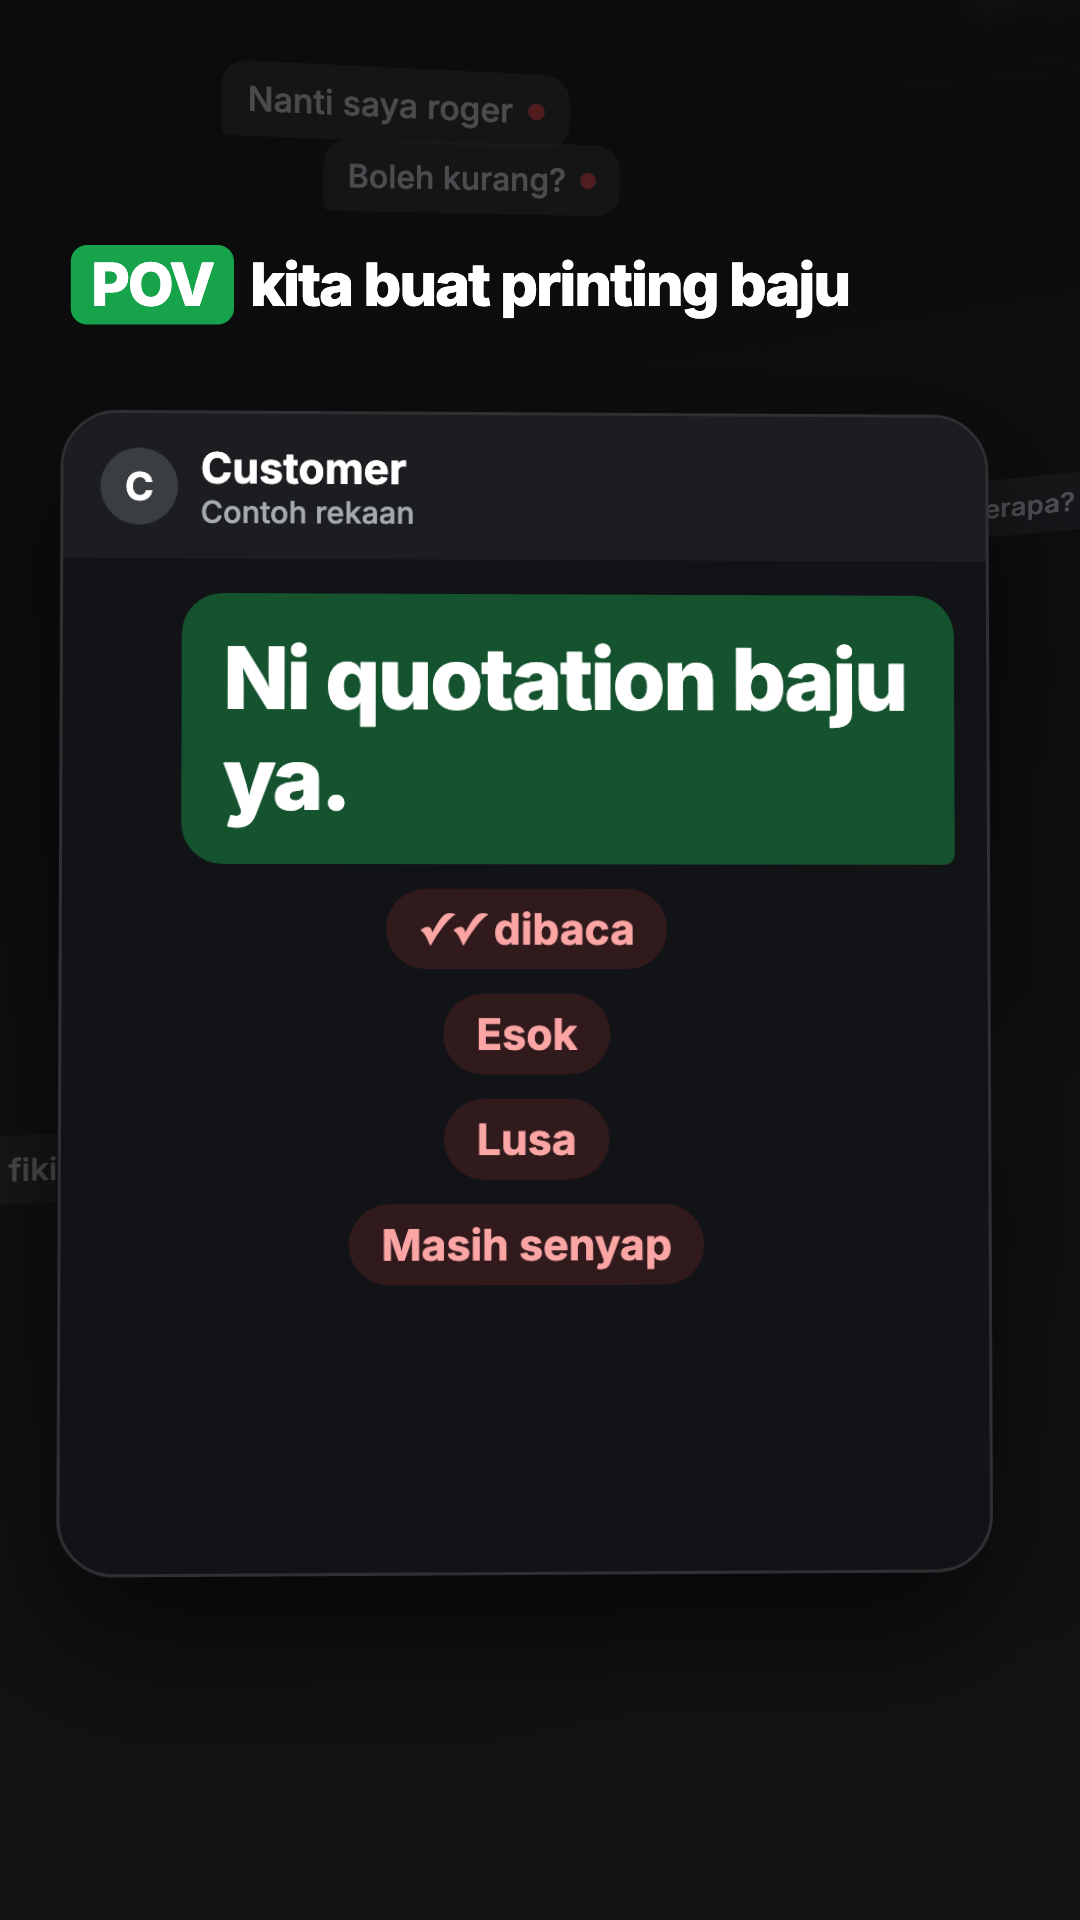 Nanti saya roger
Boleh kurang?
POV kita buat printing baju
C
Customer
Contoh rekaan
erapa?
Ni quotation baju
ya.
✓✓ dibaca
Esok
Lusa
fiki
Masih senyap